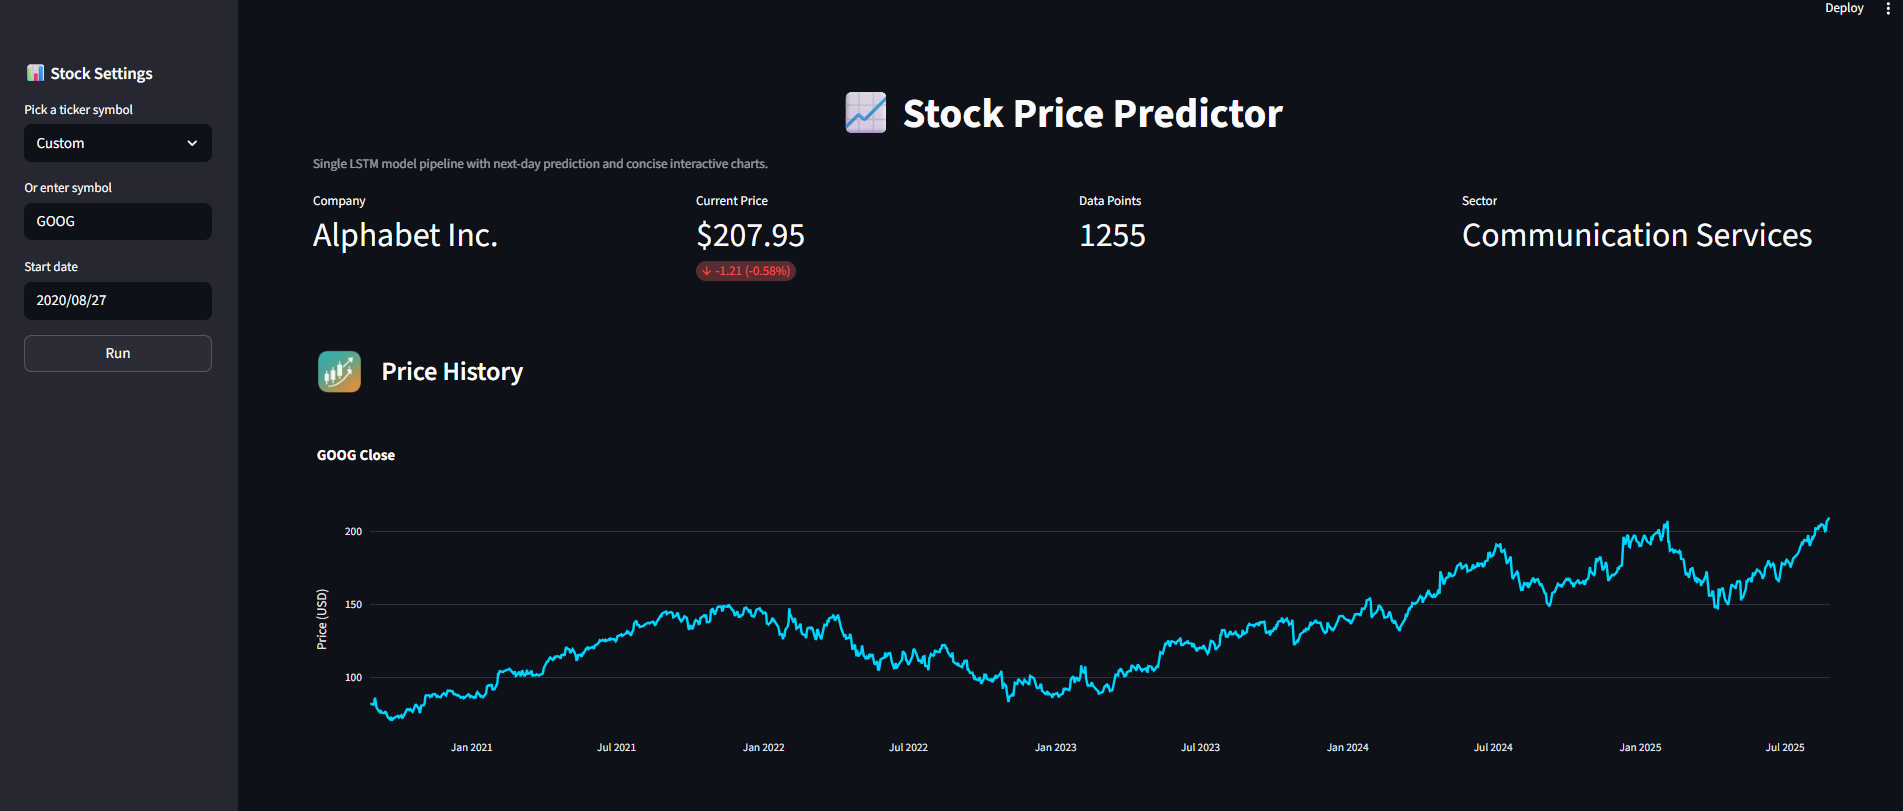 Deploy
Stock Settings
Pick a ticker symbol
Custom
Or enter symbol
GOOG
Start date
2020/08/27
Run
Stock Price Predictor
Single LSTM model pipeline with next-day prediction and concise interactive charts.
Company
Alphabet Inc.
Current Price
$207.95
↓ -1.21 (-0.58%)
Data Points
1255
Sector
Communication Services
Price History
GOOG Close
Price (USD)
200
150
100
Jan 2021 Jul 2021 Jan 2022 Jul 2022 Jan 2023 Jul 2023 Jan 2024 Jul 2024 Jan 2025 Jul 2025